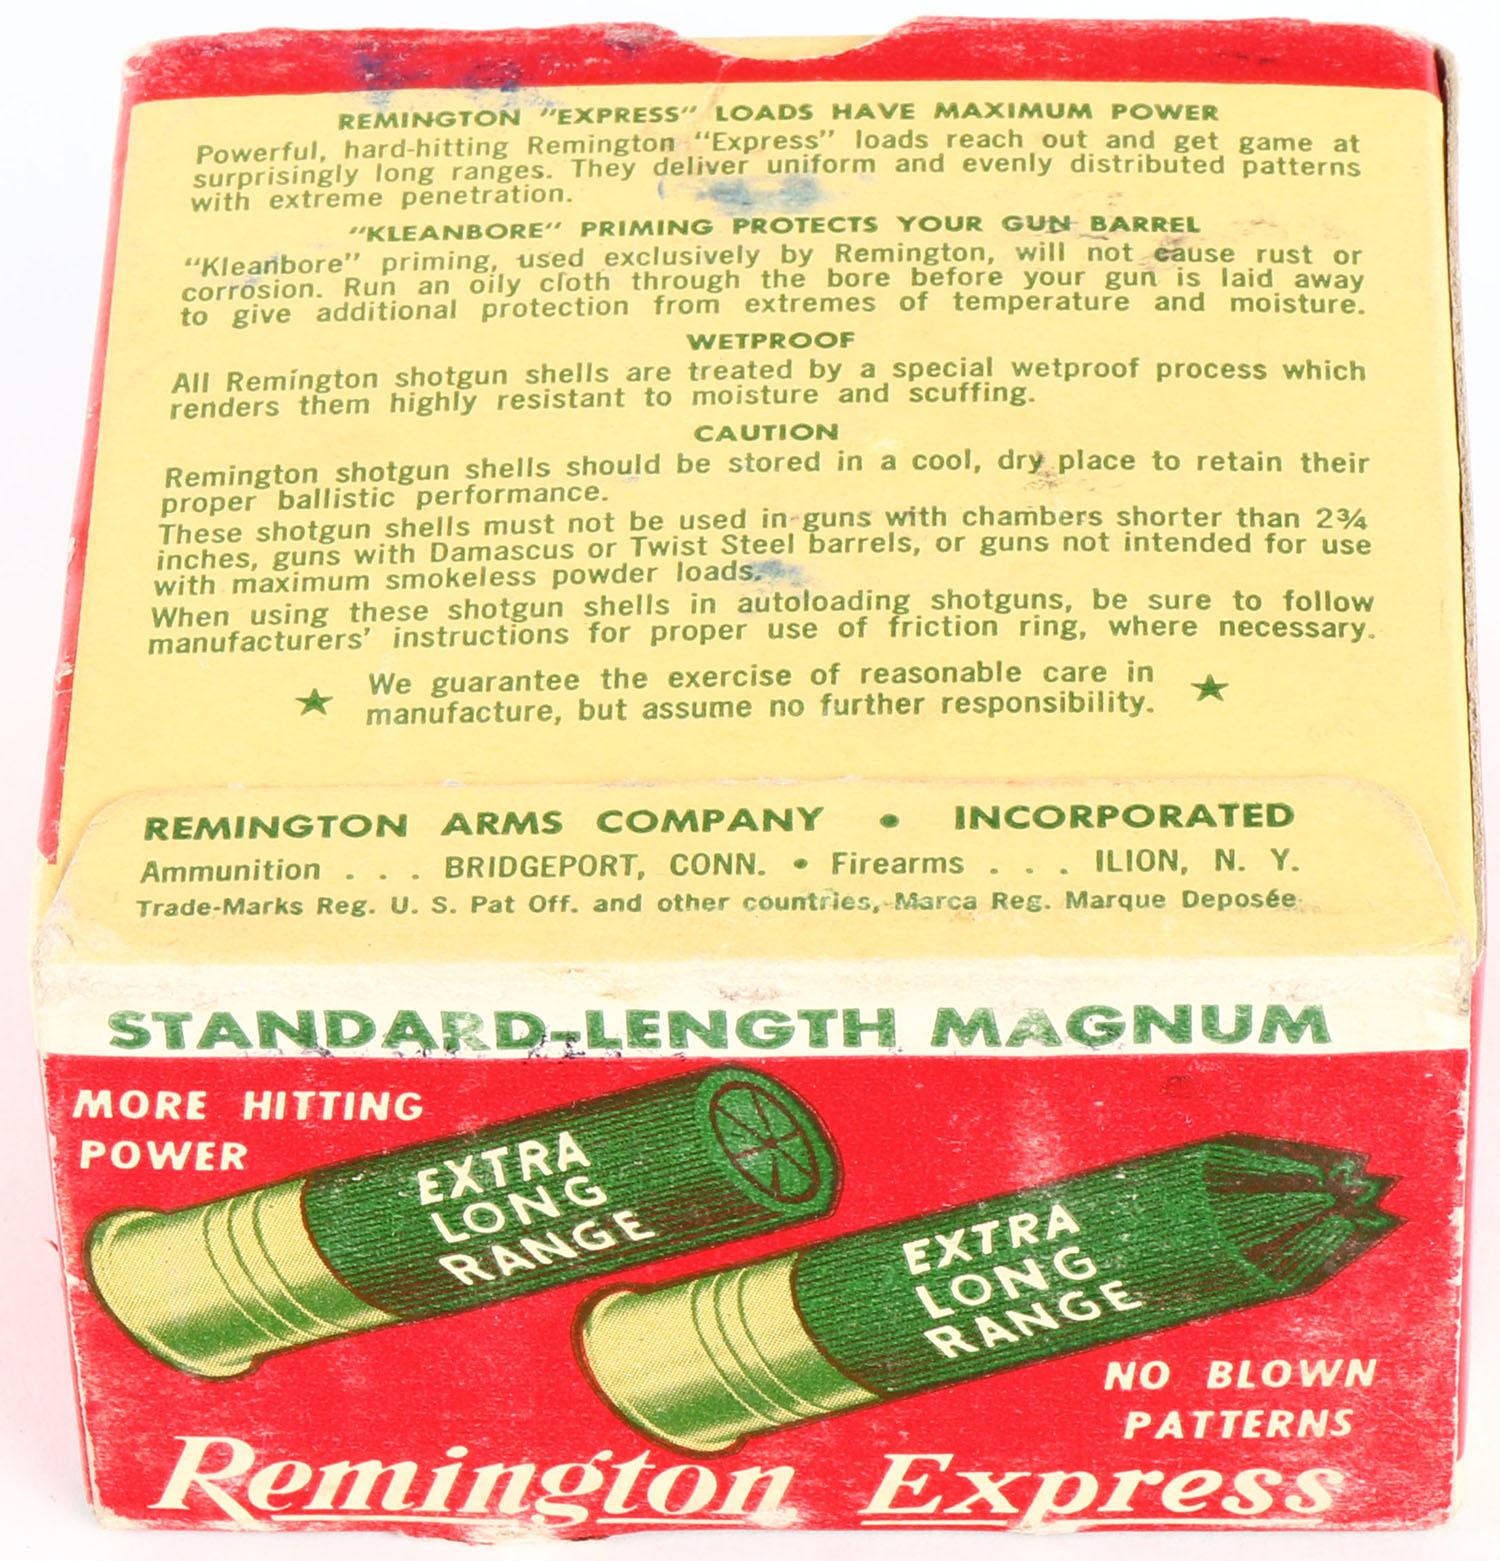 REMINGTON "EXPRESS" LOADS HAVE MAXIMUM POWER
Powerful, hard-hitting Remington "Express" loads reach out and get game at
surprisingly long ranges. They deliver uniform and evenly distributed patterns
with extreme penetration.
"KLEANBORE" PRIMING PROTECTS YOUR GUN BARREL
"Kleanbore" priming, used exclusively by Remington, will not cause rust or
corrosion. Run an oily cloth through the bore before your gun is laid away
to give additional protection from extremes of temperature and moisture.
WETPROOF
All Remington shotgun shells are treated by a special wetproof process which
renders them highly resistant to moisture and scuffing.
CAUTION
Remington shotgun shells should be stored in a cool, dry place to retain their
proper ballistic performance.
These shotgun shells must not be used in guns with chambers shorter than 2¾
inches, guns with Damascus or Twist Steel barrels, or guns not intended for use
with maximum smokeless powder loads.
When using these shotgun shells in autoloading shotguns, be sure to follow
manufacturers' instructions for proper use of friction ring, where necessary.
★ We guarantee the exercise of reasonable care in ★
manufacture, but assume no further responsibility.
REMINGTON ARMS COMPANY • INCORPORATED
Ammunition . . . BRIDGEPORT, CONN. • Firearms . . . ILION, N. Y.
Trade-Marks Reg. U. S. Pat Off. and other countries, Marca Reg. Marque Deposée
STANDARD-LENGTH MAGNUM
MORE HITTING
POWER
EXTRA
LONG
RANGE
EXTRA
LONG
RANGE
NO BLOWN
PATTERNS
Remington Express